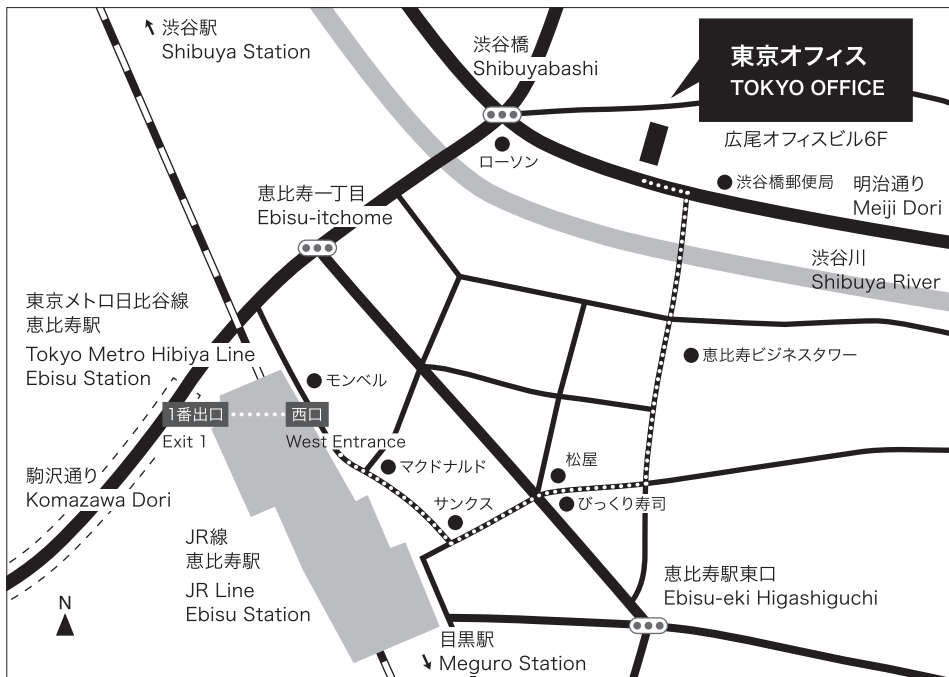 渋谷駅
Shibuya Station
渋谷橋
Shibuyabashi
東京オフィス
TOKYO OFFICE
広尾オフィスビル6F
ローソン
渋谷橋郵便局
明治通り
Meiji Dori
恵比寿一丁目
Ebisu-itchome
渋谷川
Shibuya River
東京メトロ日比谷線
恵比寿駅
Tokyo Metro Hibiya Line
Ebisu Station
恵比寿ビジネスタワー
モンベル
1番出口
西口
Exit 1
West Entrance
マクドナルド
松屋
駒沢通り
Komazawa Dori
サンクス
びっくり寿司
JR線
恵比寿駅
JR Line
Ebisu Station
恵比寿駅東口
Ebisu-eki Higashiguchi
N
目黒駅
Meguro Station